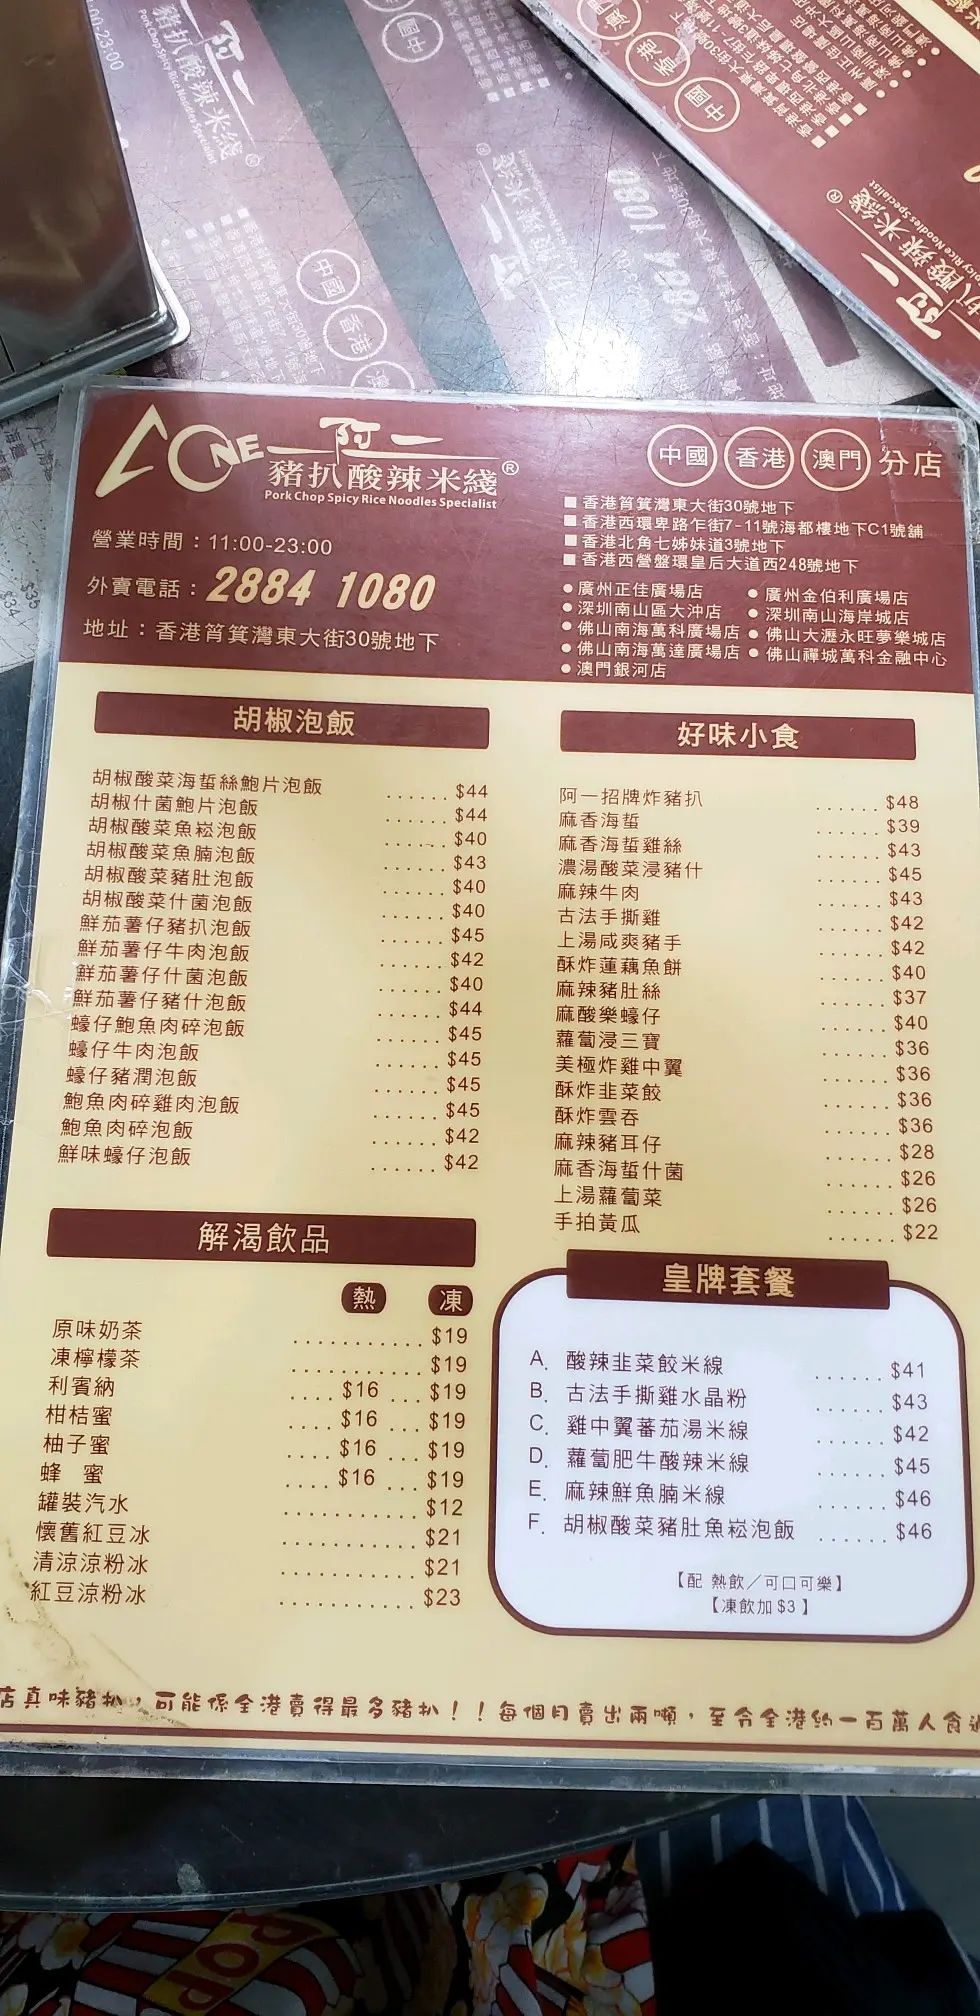 A ONE 阿一
豬扒酸辣米綫®
Pork Chop Spicy Rice Noodles Specialist
營業時間：11:00-23:00
外賣電話：2884 1080
地址：香港筲箕灣東大街30號地下
中國 香港 澳門 分店
■香港筲箕灣東大街30號地下
■香港西環卑路乍街7-11號海都樓地下C1號舖
■香港北角七姊妹道3號地下
■香港西營盤環皇后大道西248號地下
●廣州正佳廣場店 ●廣州金伯利廣場店
●深圳南山區大沖店 ●深圳南山海岸城店
●佛山南海萬科廣場店 ●佛山大瀝永旺夢樂城店
●佛山南海萬達廣場店 ●佛山禪城萬科金融中心
●澳門銀河店
胡椒泡飯
胡椒酸菜海蜇絲鮑片泡飯 ...... $44
胡椒什菌鮑片泡飯 ...... $44
胡椒酸菜魚崧泡飯 ...... $40
胡椒酸菜魚腩泡飯 ...... $43
胡椒酸菜豬肚泡飯 ...... $40
胡椒酸菜什菌泡飯 ...... $40
鮮茄薯仔豬扒泡飯 ...... $45
鮮茄薯仔牛肉泡飯 ...... $42
鮮茄薯仔什菌泡飯 ...... $40
鮮茄薯仔豬什泡飯 ...... $44
蠔仔鮑魚肉碎泡飯 ...... $45
蠔仔牛肉泡飯 ...... $45
蠔仔豬潤泡飯 ...... $45
鮑魚肉碎雞肉泡飯 ...... $45
鮑魚肉碎泡飯 ...... $42
鮮味蠔仔泡飯 ...... $42
好味小食
阿一招牌炸豬扒 ...... $48
麻香海蜇 ...... $39
麻香海蜇雞絲 ...... $43
濃湯酸菜浸豬什 ...... $45
麻辣牛肉 ...... $43
古法手撕雞 ...... $42
上湯咸爽豬手 ...... $42
酥炸蓮藕魚餅 ...... $40
麻辣豬肚絲 ...... $37
麻酸樂蠔仔 ...... $40
蘿蔔浸三寶 ...... $36
美極炸雞中翼 ...... $36
酥炸韭菜餃 ...... $36
酥炸雲吞 ...... $36
麻辣豬耳仔 ...... $28
麻香海蜇什菌 ...... $26
上湯蘿蔔菜 ...... $26
手拍黃瓜 ...... $22
解渴飲品
熱 凍
原味奶茶 ............ $19
凍檸檬茶 ............ $19
利賓納 .... $16 ... $19
柑桔蜜 .... $16 ... $19
柚子蜜 .... $16 ... $19
蜂 蜜 .... $16 ... $19
罐裝汽水 ............ $12
懷舊紅豆冰 ............ $21
清涼涼粉冰 ............ $21
紅豆涼粉冰 ............ $23
皇牌套餐
A. 酸辣韭菜餃米線 ...... $41
B. 古法手撕雞水晶粉 ...... $43
C. 雞中翼蕃茄湯米線 ...... $42
D. 蘿蔔肥牛酸辣米線 ...... $45
E. 麻辣鮮魚腩米線 ...... $46
F. 胡椒酸菜豬肚魚崧泡飯 ...... $46
【配 熱飲／可口可樂】
【凍飲加 $3 】
店真味豬扒，可能係全港賣得最多豬扒！！每個月賣出兩噸，至今全港約一百萬人食過